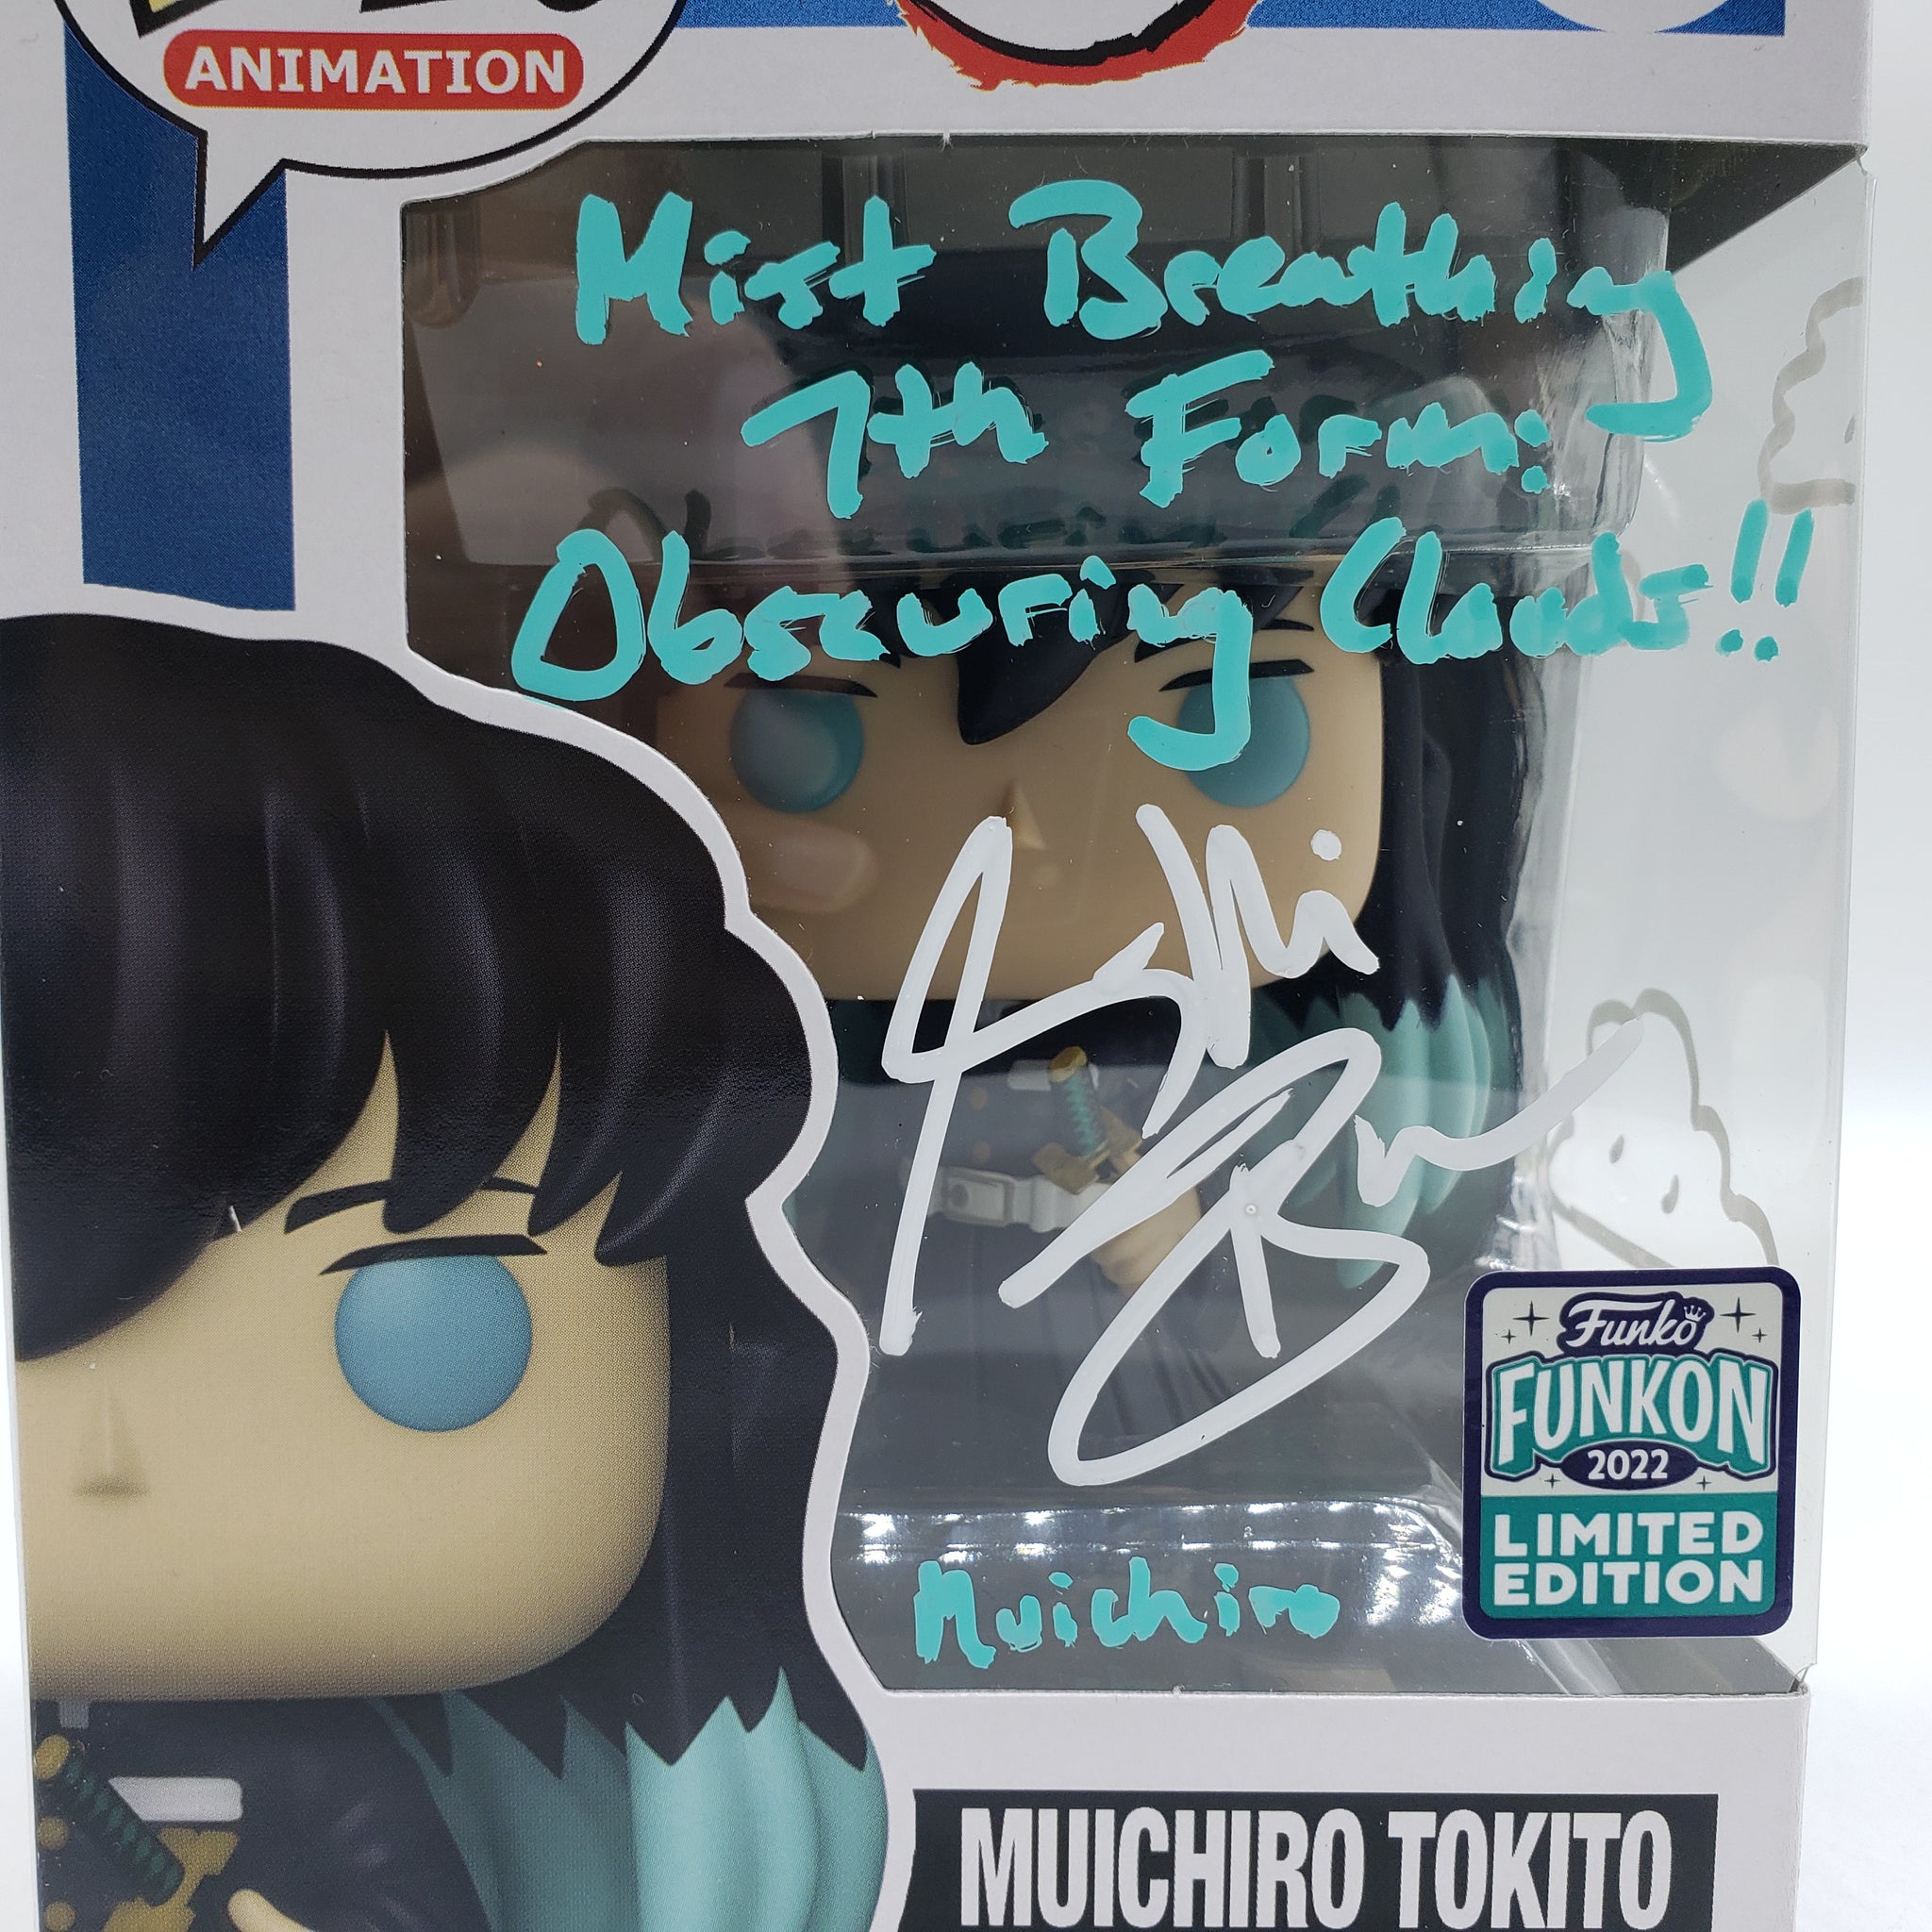 ANIMATION
Mist Breathing
7th Form:
Obscuring Clouds!!
Funko
FUNKON
2022
LIMITED
EDITION
Muichiro
MUICHIRO TOKITO